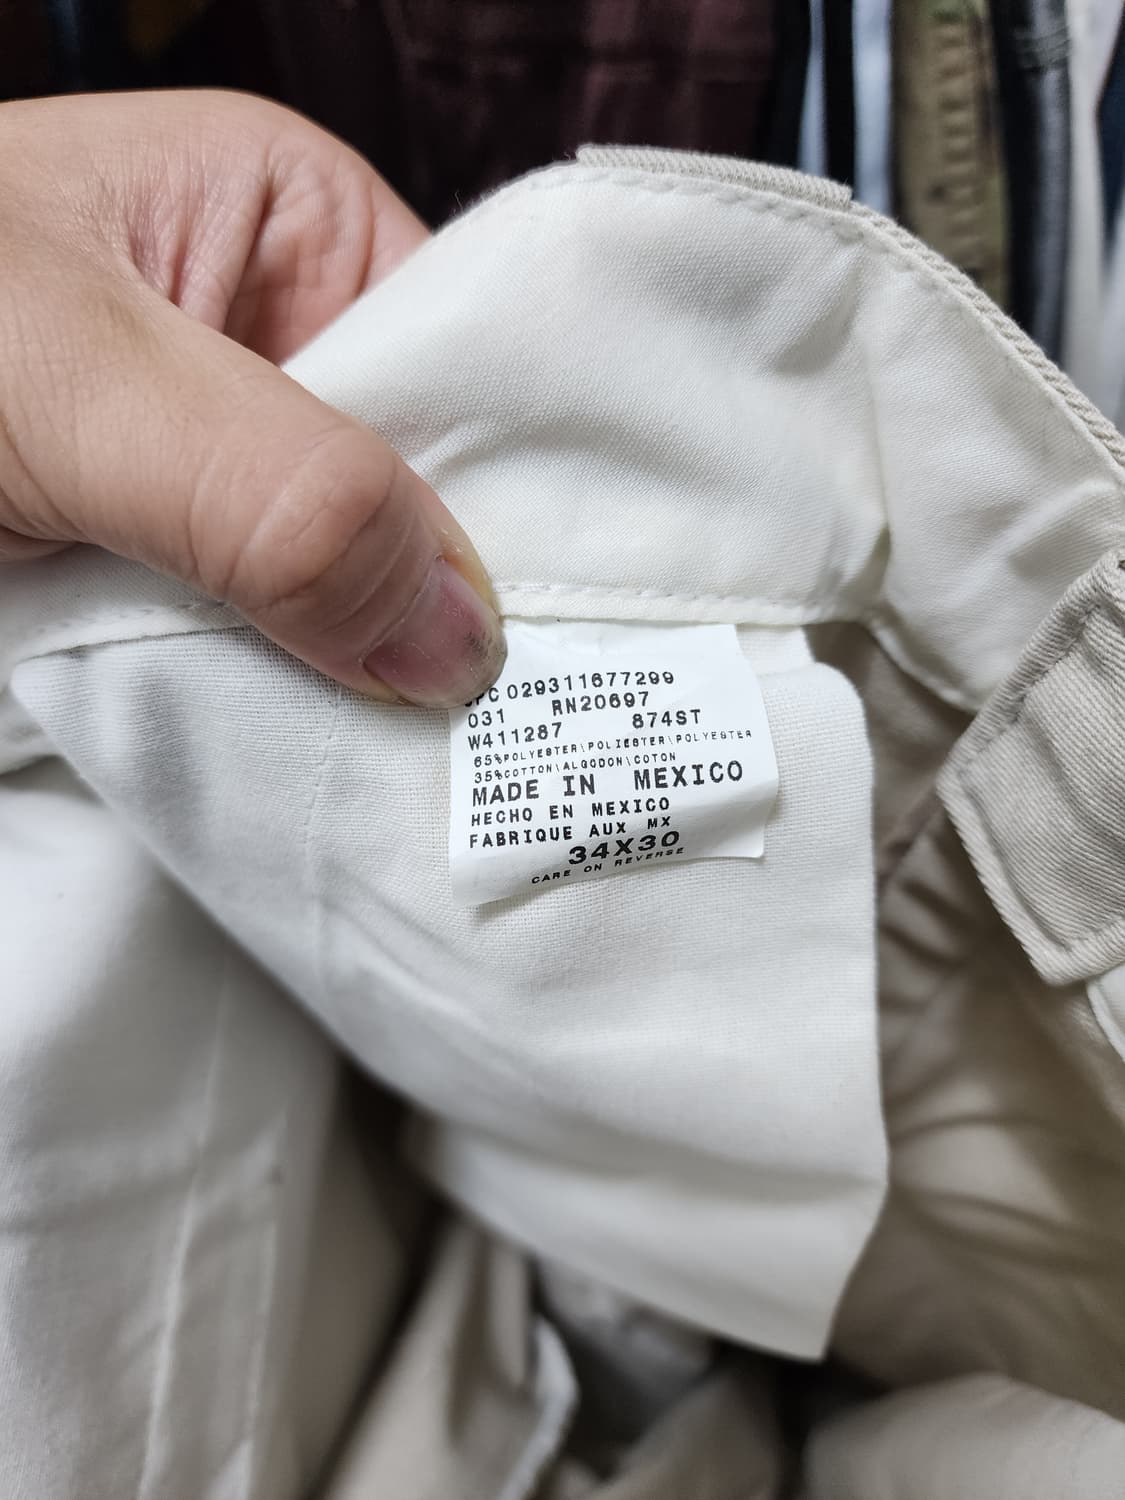 029311677299
031 RN20697
W411287 874ST
65%POLYESTER\POLIESTER\POLYESTER
35%COTTON\ALGODON\COTON
MADE IN MEXICO
HECHO EN MEXICO
FABRIQUE AUX MX
34X30
CARE ON REVERSE